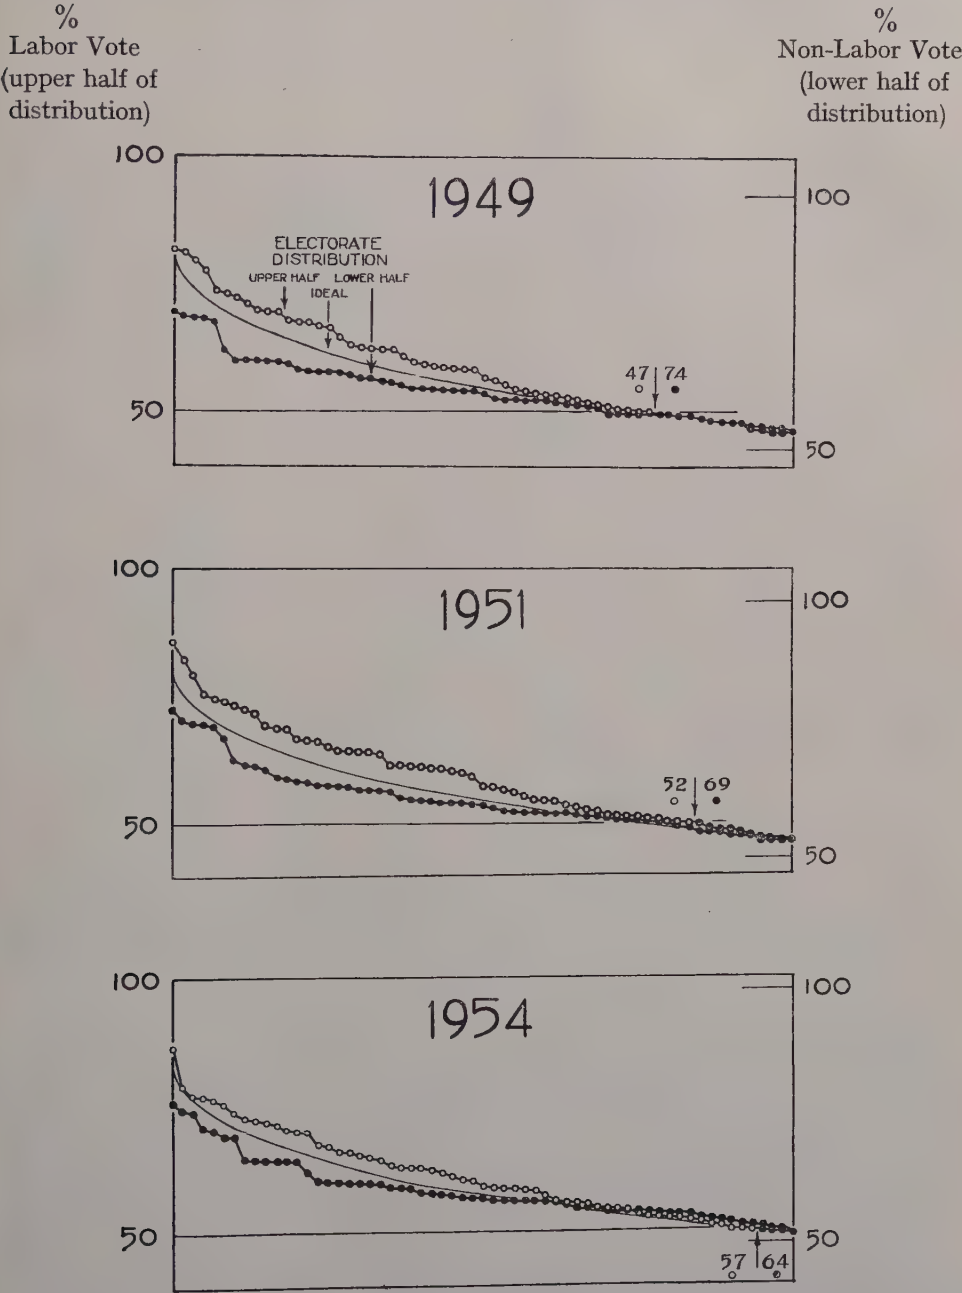 %
Labor Vote
(upper half of
distribution)
%
Non-Labor Vote
(lower half of
distribution)
100
1949
100
ELECTORATE
DISTRIBUTION
UPPER HALF LOWER HALF
IDEAL
47 74
50
50
100
1951
100
52 69
50
50
100
1954
100
50
50
57 64